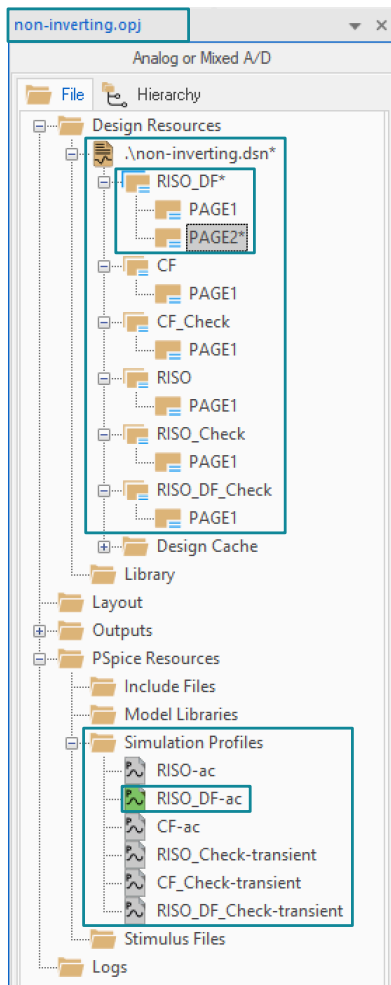 non-inverting.opj
Analog or Mixed A/D
File Hierarchy
Design Resources
.\non-inverting.dsn*
RISO_DF*
PAGE1
PAGE2*
CF
PAGE1
CF_Check
PAGE1
RISO
PAGE1
RISO_Check
PAGE1
RISO_DF_Check
PAGE1
Design Cache
Library
Layout
Outputs
PSpice Resources
Include Files
Model Libraries
Simulation Profiles
RISO-ac
RISO_DF-ac
CF-ac
RISO_Check-transient
CF_Check-transient
RISO_DF_Check-transient
Stimulus Files
Logs